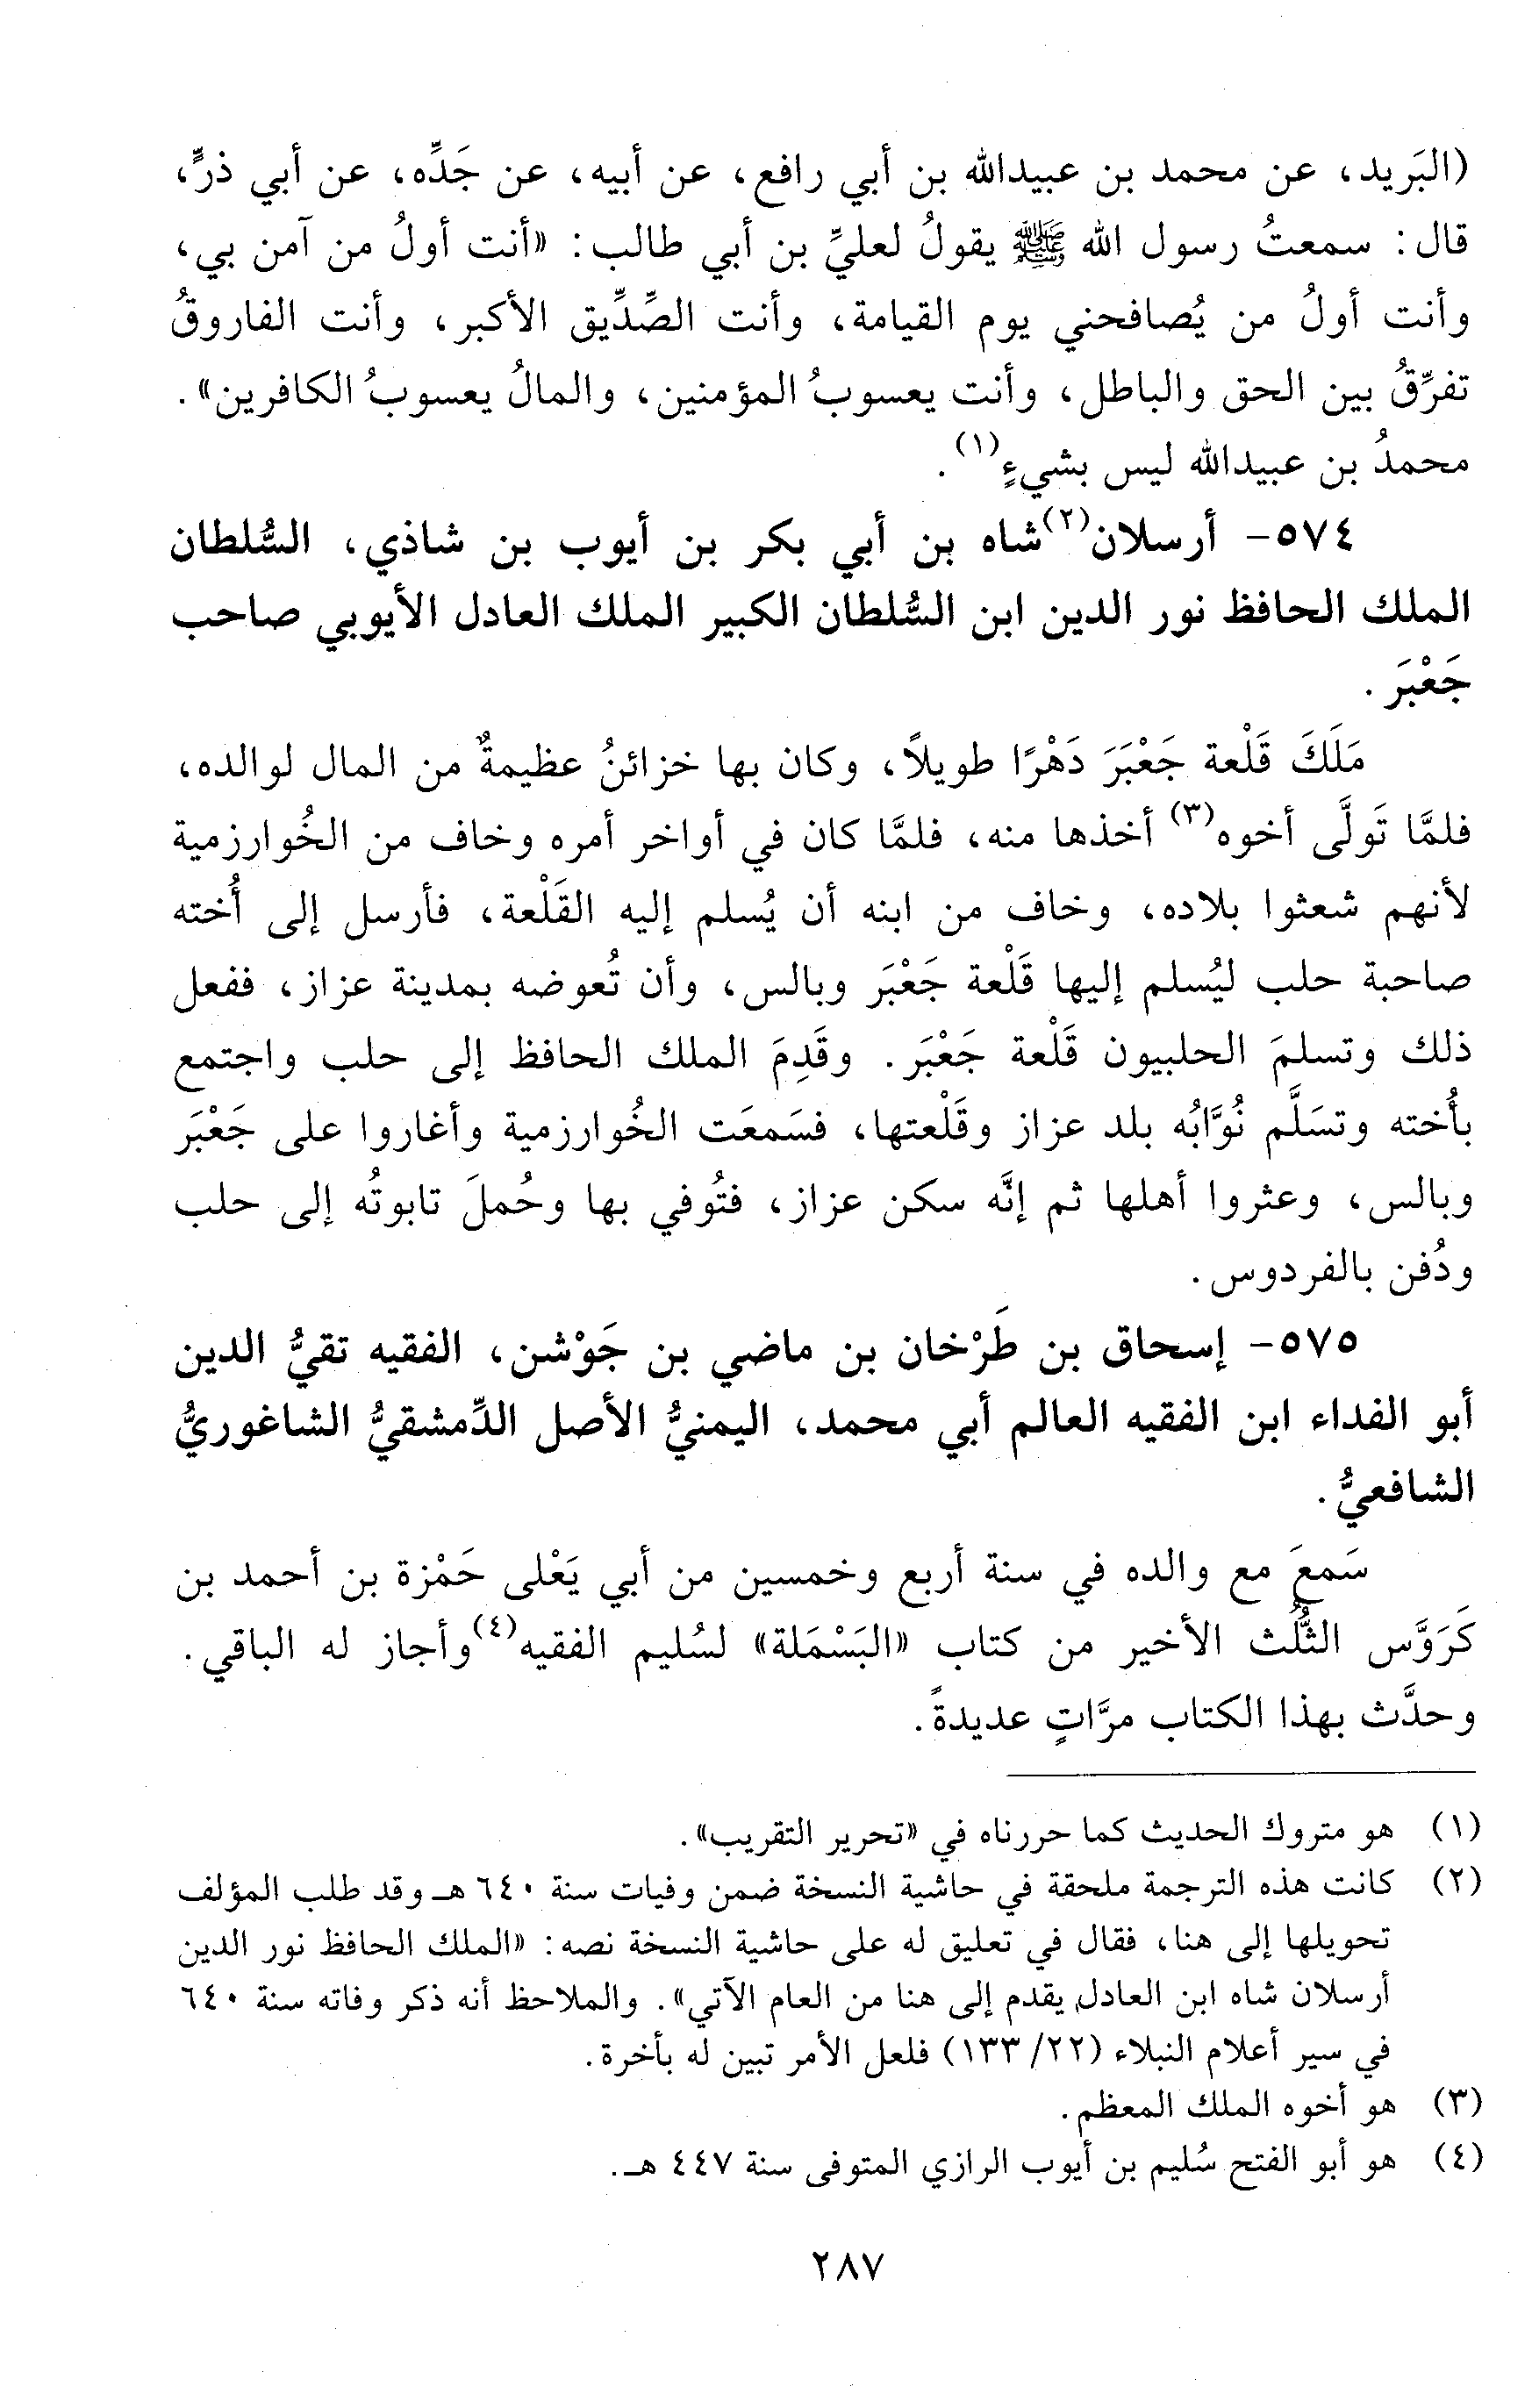 (البَريد، عن محمد بن عبيدالله بن أبي رافع، عن أبيه، عن جَدِّه، عن أبي ذرٍّ،
قال: سمعتُ رسول الله ﷺ يقولُ لعليِّ بن أبي طالب: «أنت أولُ من آمن بي،
وأنت أولُ من يُصافحني يوم القيامة، وأنت الصِّدِّيق الأكبر، وأنت الفاروقُ
تفرِّقُ بين الحق والباطل، وأنت يعسوبُ المؤمنين، والمالُ يعسوبُ الكافرين».
محمدُ بن عبيدالله ليس بشيءٍ(١).
٥٧٤- أرسلان(٢)شاه بن أبي بكر بن أيوب بن شاذي، السُّلطان
الملك الحافظ نور الدين ابن السُّلطان الكبير الملك العادل الأيوبي صاحب
جَعْبَر.
مَلَكَ قَلْعة جَعْبَرَ دَهْرًا طويلاً، وكان بها خزائنُ عظيمةٌ من المال لوالده،
فلمَّا تَولَّى أخوه(٣) أخذها منه، فلمَّا كان في أواخر أمره وخاف من الخُوارزمية
لأنهم شعثوا بلاده، وخاف من ابنه أن يُسلم إليه القَلْعة، فأرسل إلى أُخته
صاحبة حلب ليُسلم إليها قَلْعة جَعْبَر وبالس، وأن تُعوضه بمدينة عزاز، ففعل
ذلك وتسلمَ الحلبيون قَلْعة جَعْبَر. وقَدِمَ الملك الحافظ إلى حلب واجتمع
بأُخته وتسَلَّم نُوَّابُه بلد عزاز وقَلْعتها، فسَمعَت الخُوارزمية وأغاروا على جَعْبَر
وبالس، وعثروا أهلها ثم إنَّه سكن عزاز، فتُوفي بها وحُملَ تابوتُه إلى حلب
ودُفن بالفردوس.
٥٧٥- إسحاق بن طَرْخان بن ماضي بن جَوْشن، الفقيه تقيُّ الدين
أبو الفداء ابن الفقيه العالم أبي محمد، اليمنيُّ الأصل الدِّمشقيُّ الشاغوريُّ
الشافعيُّ.
سَمعَ مع والده في سنة أربع وخمسين من أبي يَعْلى حَمْزة بن أحمد بن
كَرَوَّس الثُّلُث الأخير من كتاب «البَسْمَلة» لسُليم الفقيه(٤) وأجاز له الباقي.
وحدَّث بهذا الكتاب مرَّاتٍ عديدةً.
(١) هو متروك الحديث كما حررناه في «تحرير التقريب».
(٢) كانت هذه الترجمة ملحقة في حاشية النسخة ضمن وفيات سنة ٦٤٠ هـ وقد طلب المؤلف
تحويلها إلى هنا، فقال في تعليق له على حاشية النسخة نصه: «الملك الحافظ نور الدين
أرسلان شاه ابن العادل يقدم إلى هنا من العام الآتي». والملاحظ أنه ذكر وفاته سنة ٦٤٠
في سير أعلام النبلاء (٢٢/ ١٣٣) فلعل الأمر تبين له بأخرة.
(٣) هو أخوه الملك المعظم.
(٤) هو أبو الفتح سُليم بن أيوب الرازي المتوفى سنة ٤٤٧ هـ.
٢٨٧